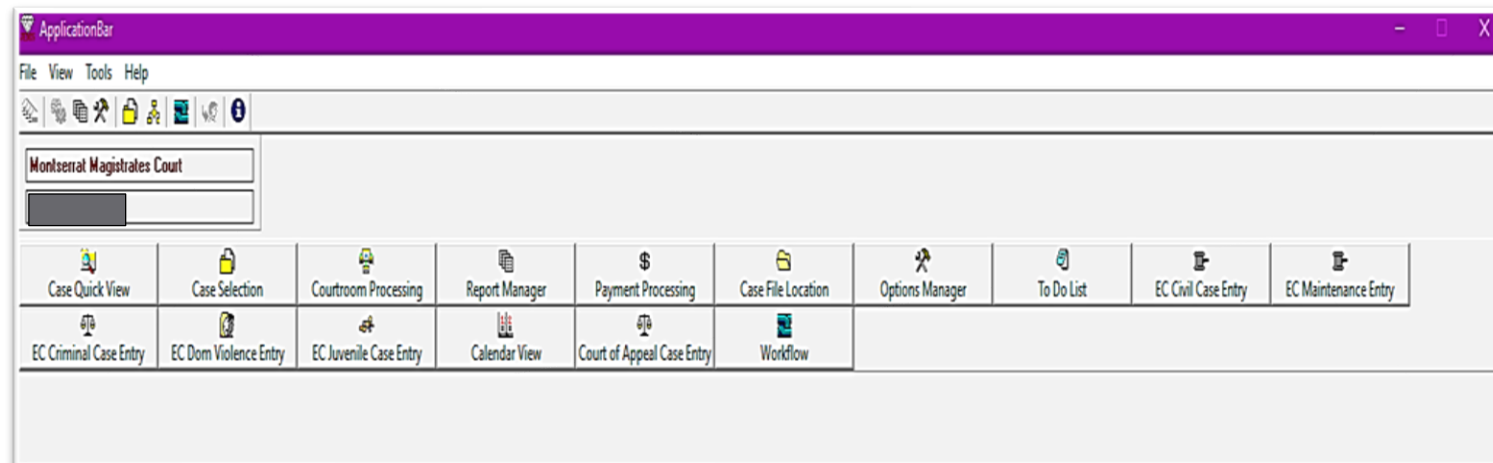 ApplicationBar
File View Tools Help
Montserrat Magistrates Court
Case Quick View Case Selection Courtroom Processing Report Manager Payment Processing Case File Location Options Manager To Do List EC Civil Case Entry EC Maintenance Entry
EC Criminal Case Entry EC Dom Violence Entry EC Juvenile Case Entry Calendar View Court of Appeal Case Entry Workflow